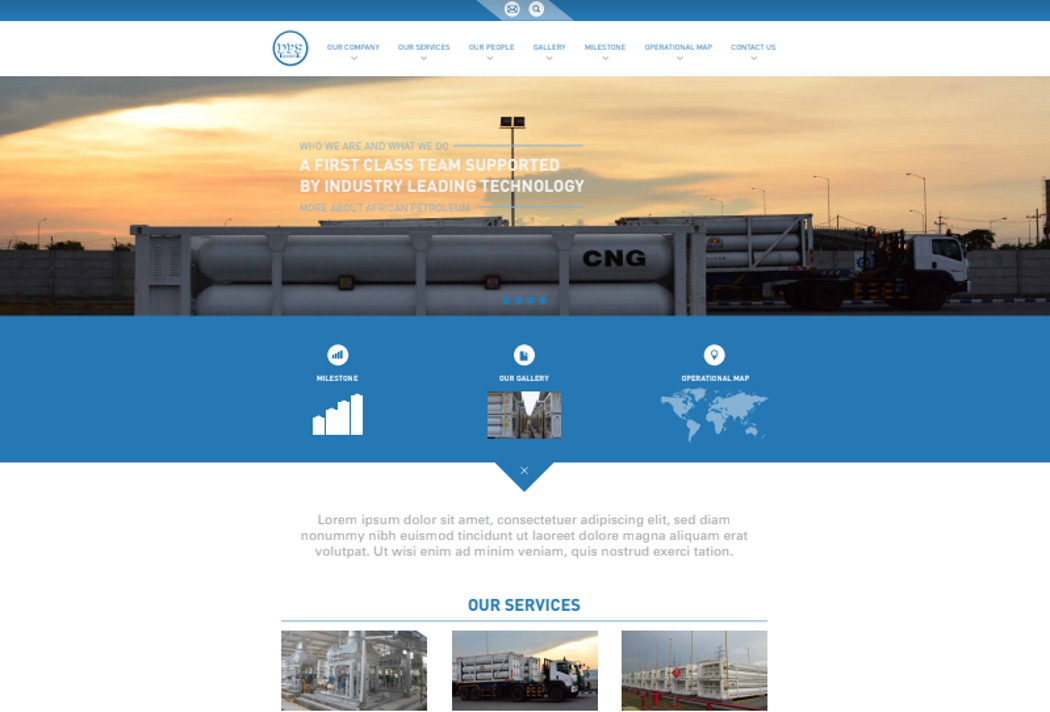 OUR COMPANY OUR SERVICES OUR PEOPLE GALLERY MILESTONE OPERATIONAL MAP CONTACT US
WHO WE ARE AND WHAT WE DO
A FIRST CLASS TEAM SUPPORTED
BY INDUSTRY LEADING TECHNOLOGY
MORE ABOUT AFRICAN PETROLEUM
CNG
MILESTONE OUR GALLERY OPERATIONAL MAP
Lorem ipsum dolor sit amet, consectetuer adipiscing elit, sed diam
nonummy nibh euismod tincidunt ut laoreet dolore magna aliquam erat
volutpat. Ut wisi enim ad minim veniam, quis nostrud exerci tation.
OUR SERVICES